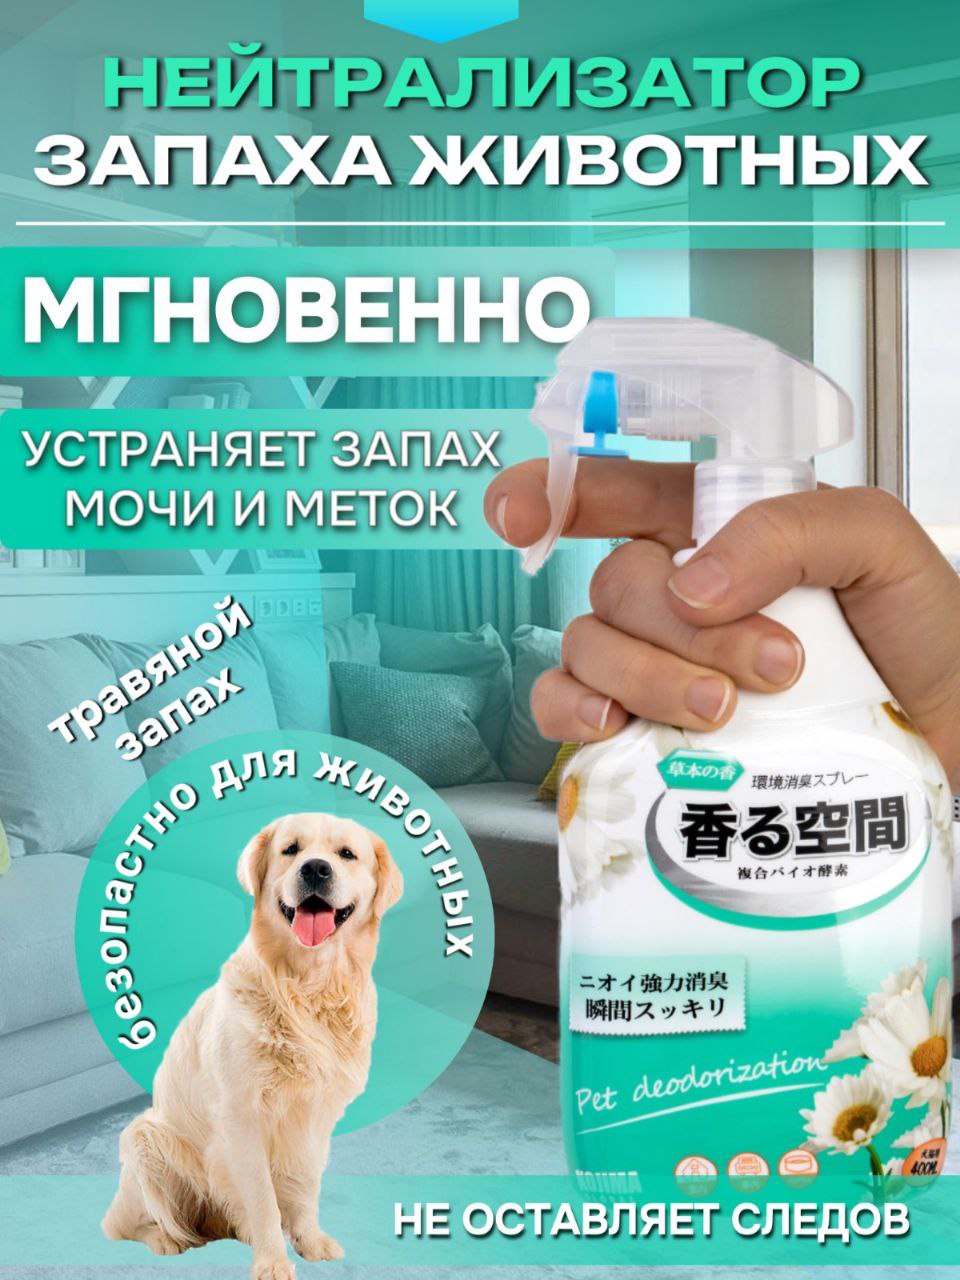 НЕЙТРАЛИЗАТОР
ЗАПАХА ЖИВОТНЫХ
МГНОВЕННО
УСТРАНЯЕТ ЗАПАХ
МОЧИ И МЕТОК
травяной
запах
безопастно для животных
草本の香
環境消臭スプレー
香る空間
複合バイオ酵素
ニオイ強力消臭
瞬間スッキリ
Pet deodorization
400ML
НЕ ОСТАВЛЯЕТ СЛЕДОВ